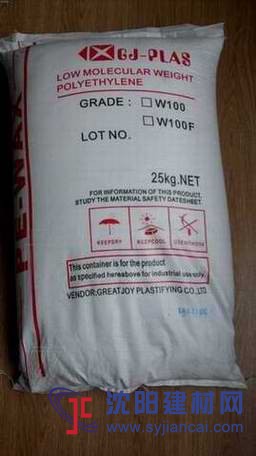 GJ-PLAS
LOW MOLECULAR WEIGHT
POLYETHYLENE
GRADE : W100
W100F
LOT NO.
25kg.NET
FOR INFORMATION OF THIS PRODUCT.
STUDY THE MATERIAL SAFETY DATESHEET.
KEEPDRY
KEEPCOOL
USENOHOOK
This container is for the product
as specified hereabove for industrial use only.
VENDOR:GREATJOY PLASTIFYING CO.,LTD
PE WAX
沈阳建材网
www.syjiancai.com